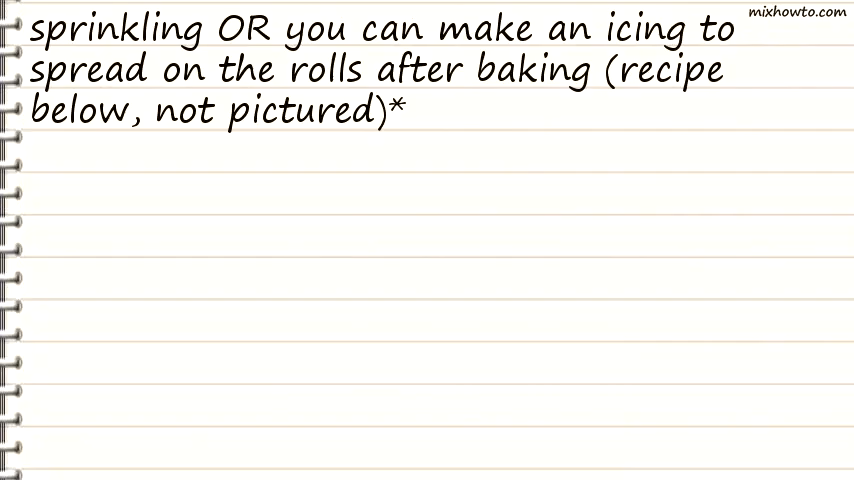 mixhowto.com
sprinkling OR you can make an icing to
spread on the rolls after baking (recipe
below, not pictured)*